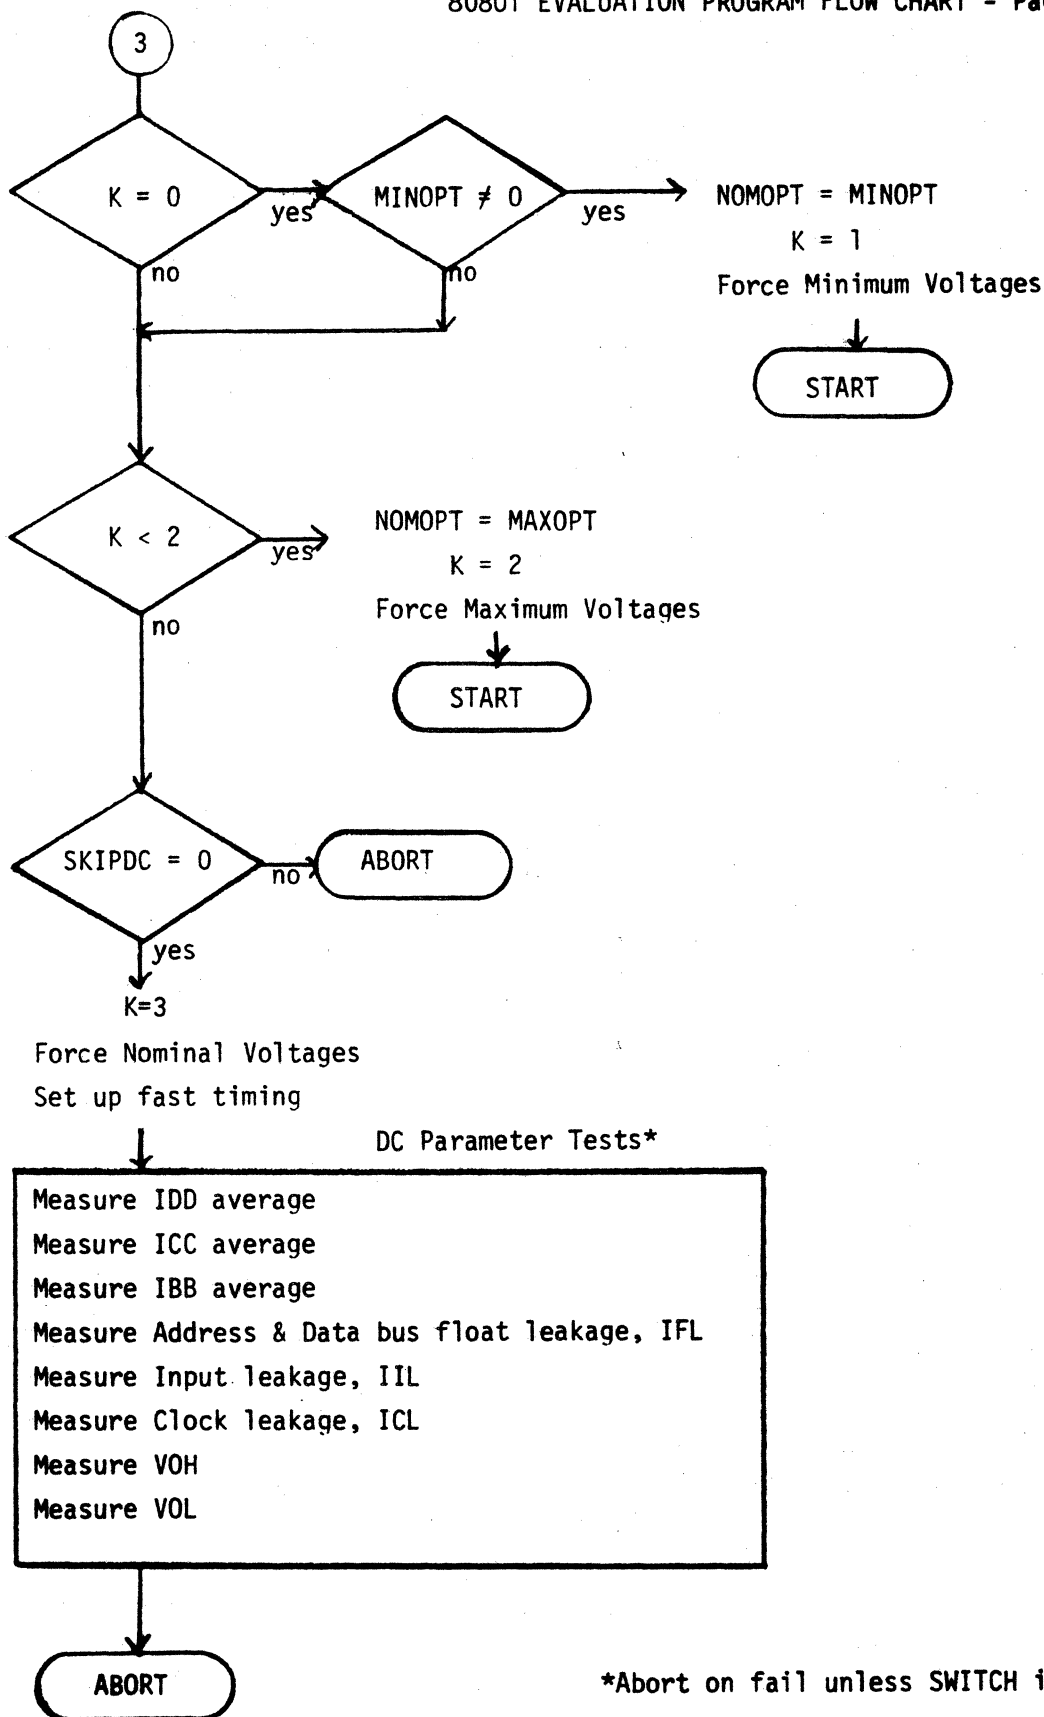 80801 EVALUATION PROGRAM FLOW CHART -
3
K = 0
yes
MINOPT ≠ 0
yes
NOMOPT = MINOPT
K = 1
Force Minimum Voltages
no
no
START
K < 2
yes
NOMOPT = MAXOPT
K = 2
Force Maximum Voltages
no
START
SKIPDC = 0
no
ABORT
yes
K=3
Force Nominal Voltages
Set up fast timing
DC Parameter Tests*
Measure IDD average
Measure ICC average
Measure IBB average
Measure Address & Data bus float leakage, IFL
Measure Input leakage, IIL
Measure Clock leakage, ICL
Measure VOH
Measure VOL
ABORT
*Abort on fail unless SWITCH